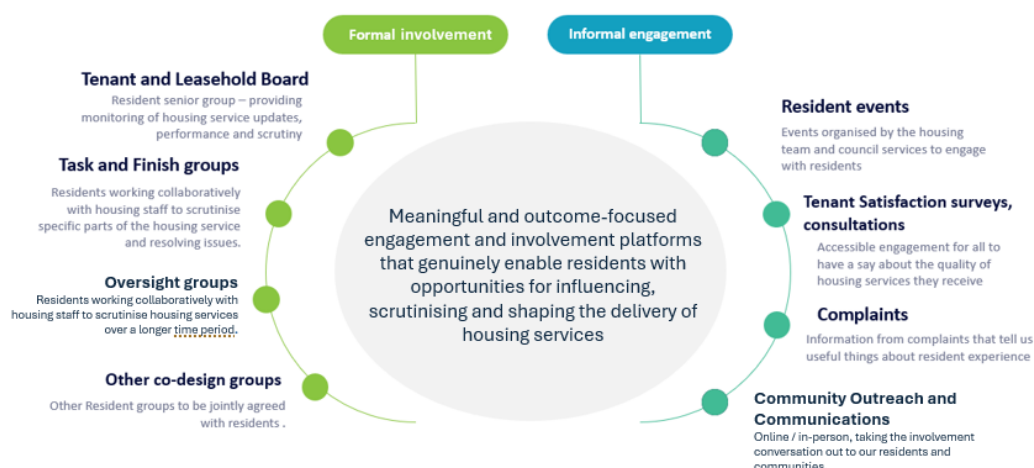 Formal involvement
Informal engagement
Tenant and Leasehold Board
Resident senior group – providing
monitoring of housing service updates,
performance and scrutiny
Task and Finish groups
Residents working collaboratively
with housing staff to scrutinise
specific parts of the housing service
and resolving issues.
Oversight groups
Residents working collaboratively with
housing staff to scrutinise housing services
over a longer time period.
Other co-design groups
Other Resident groups to be jointly agreed
with residents .
Meaningful and outcome-focused
engagement and involvement platforms
that genuinely enable residents with
opportunities for influencing,
scrutinising and shaping the delivery of
housing services
Resident events
Events organised by the housing
team and council services to engage
with residents
Tenant Satisfaction surveys,
consultations
Accessible engagement for all to
have a say about the quality of
housing services they receive
Complaints
Information from complaints that tell us
useful things about resident experience
Community Outreach and
Communications
Online / in-person, taking the involvement
conversation out to our residents and
communities